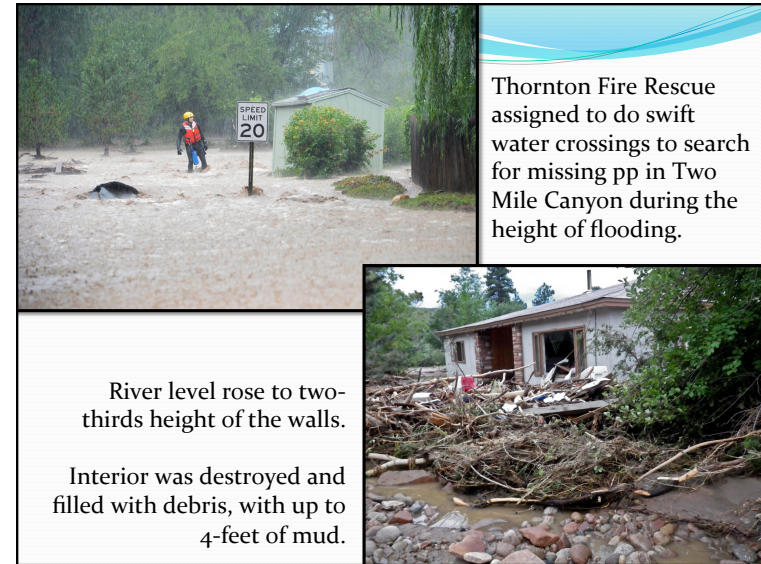 SPEED
LIMIT
20
Thornton Fire Rescue
assigned to do swift
water crossings to search
for missing pp in Two
Mile Canyon during the
height of flooding.
River level rose to two-
thirds height of the walls.
Interior was destroyed and
filled with debris, with up to
4-feet of mud.